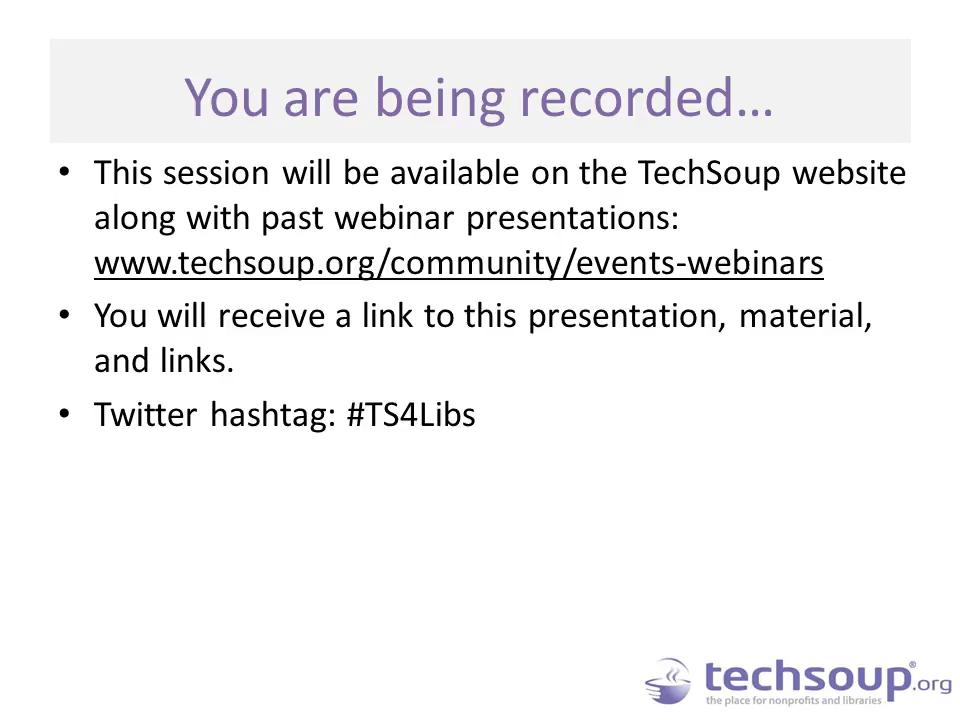 You are being recorded…
• This session will be available on the TechSoup website
along with past webinar presentations:
www.techsoup.org/community/events-webinars
• You will receive a link to this presentation, material,
and links.
• Twitter hashtag: #TS4Libs
techsoup®.org
the place for nonprofits and libraries